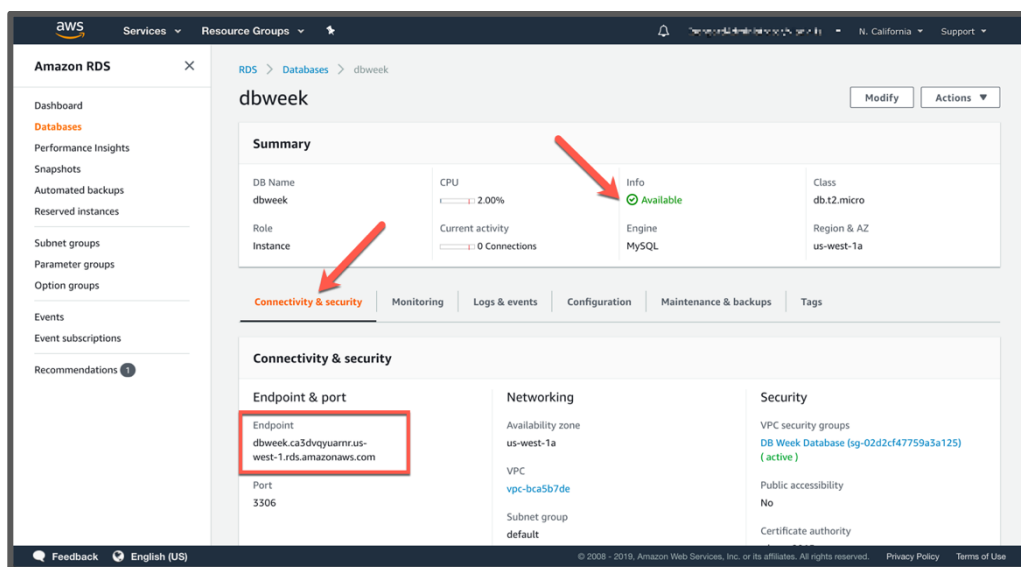 aws
Services
Resource Groups
N. California
Support
Amazon RDS
Dashboard
Databases
Performance Insights
Snapshots
Automated backups
Reserved instances
Subnet groups
Parameter groups
Option groups
Events
Event subscriptions
Recommendations 1
RDS > Databases > dbweek
dbweek
Modify
Actions
Summary
DB Name
dbweek
CPU
2.00%
Info
Available
Class
db.t2.micro
Role
Instance
Current activity
0 Connections
Engine
MySQL
Region & AZ
us-west-1a
Connectivity & security
Monitoring
Logs & events
Configuration
Maintenance & backups
Tags
Connectivity & security
Endpoint & port
Endpoint
dbweek.ca3dvqyuarnr.us-
west-1.rds.amazonaws.com
Port
3306
Networking
Availability zone
us-west-1a
VPC
vpc-bca5b7de
Subnet group
default
Security
VPC security groups
DB Week Database (sg-02d2cf47759a3a125)
( active )
Public accessibility
No
Certificate authority
Feedback
English (US)
© 2008 - 2019, Amazon Web Services, Inc. or its affiliates. All rights reserved.
Privacy Policy
Terms of Use